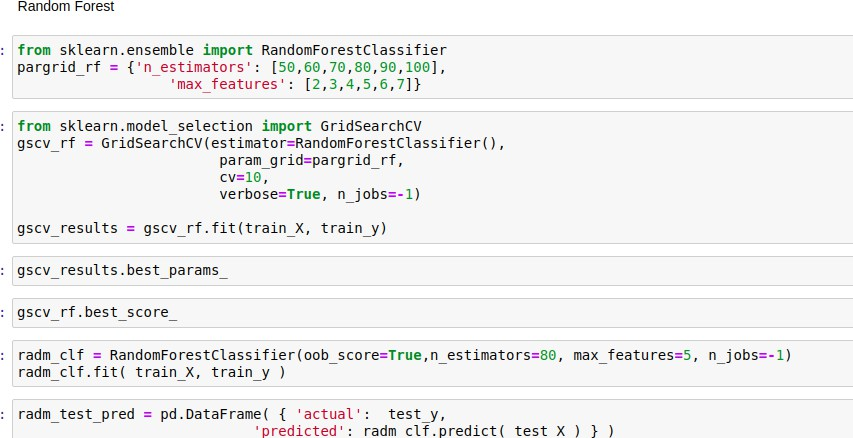 Random Forest
: from sklearn.ensemble import RandomForestClassifier
pargrid_rf = {'n_estimators': [50,60,70,80,90,100],
'max_features': [2,3,4,5,6,7]}
: from sklearn.model_selection import GridSearchCV
gscv_rf = GridSearchCV(estimator=RandomForestClassifier(),
param_grid=pargrid_rf,
cv=10,
verbose=True, n_jobs=-1)
gscv_results = gscv_rf.fit(train_X, train_y)
: gscv_results.best_params_
: gscv_rf.best_score_
: radm_clf = RandomForestClassifier(oob_score=True,n_estimators=80, max_features=5, n_jobs=-1)
radm_clf.fit( train_X, train_y )
: radm_test_pred = pd.DataFrame( { 'actual':  test_y,
'predicted': radm_clf.predict( test_X ) } )